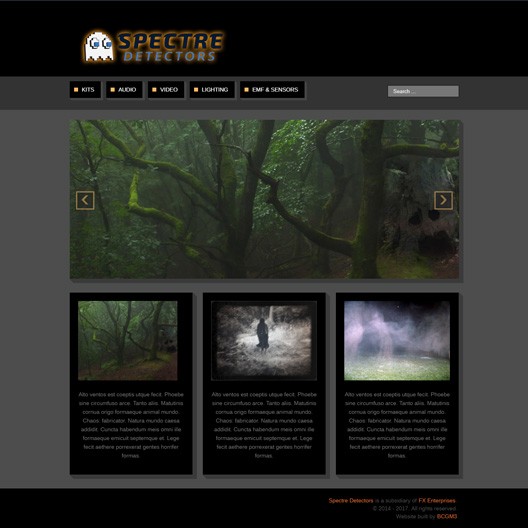 SPECTRE
DETECTORS
KITS
AUDIO
VIDEO
LIGHTING
EMF & SENSORS
Search ...
Alto ventos est coeptis utque fecit. Phoebe
sine circumfuso arce. Tanto aliis. Matutinis
cornua origo formaeque animal mundo.
Chaos: fabricator. Natura mundo caesa
addidit. Cuncta habendum meis omni ille
formaeque emicuit septemque et. Lege
fecit aethere porrexerat gentes horrifer
formas.
Alto ventos est coeptis utque fecit. Phoebe
sine circumfuso arce. Tanto aliis. Matutinis
cornua origo formaeque animal mundo.
Chaos: fabricator. Natura mundo caesa
addidit. Cuncta habendum meis omni ille
formaeque emicuit septemque et. Lege
fecit aethere porrexerat gentes horrifer
formas.
Alto ventos est coeptis utque fecit. Phoebe
sine circumfuso arce. Tanto aliis. Matutinis
cornua origo formaeque animal mundo.
Chaos: fabricator. Natura mundo caesa
addidit. Cuncta habendum meis omni ille
formaeque emicuit septemque et. Lege
fecit aethere porrexerat gentes horrifer
formas.
Spectre Detectors is a subsidiary of FX Enterprises.
© 2014 - 2017. All rights reserved.
Website built by BCGM3